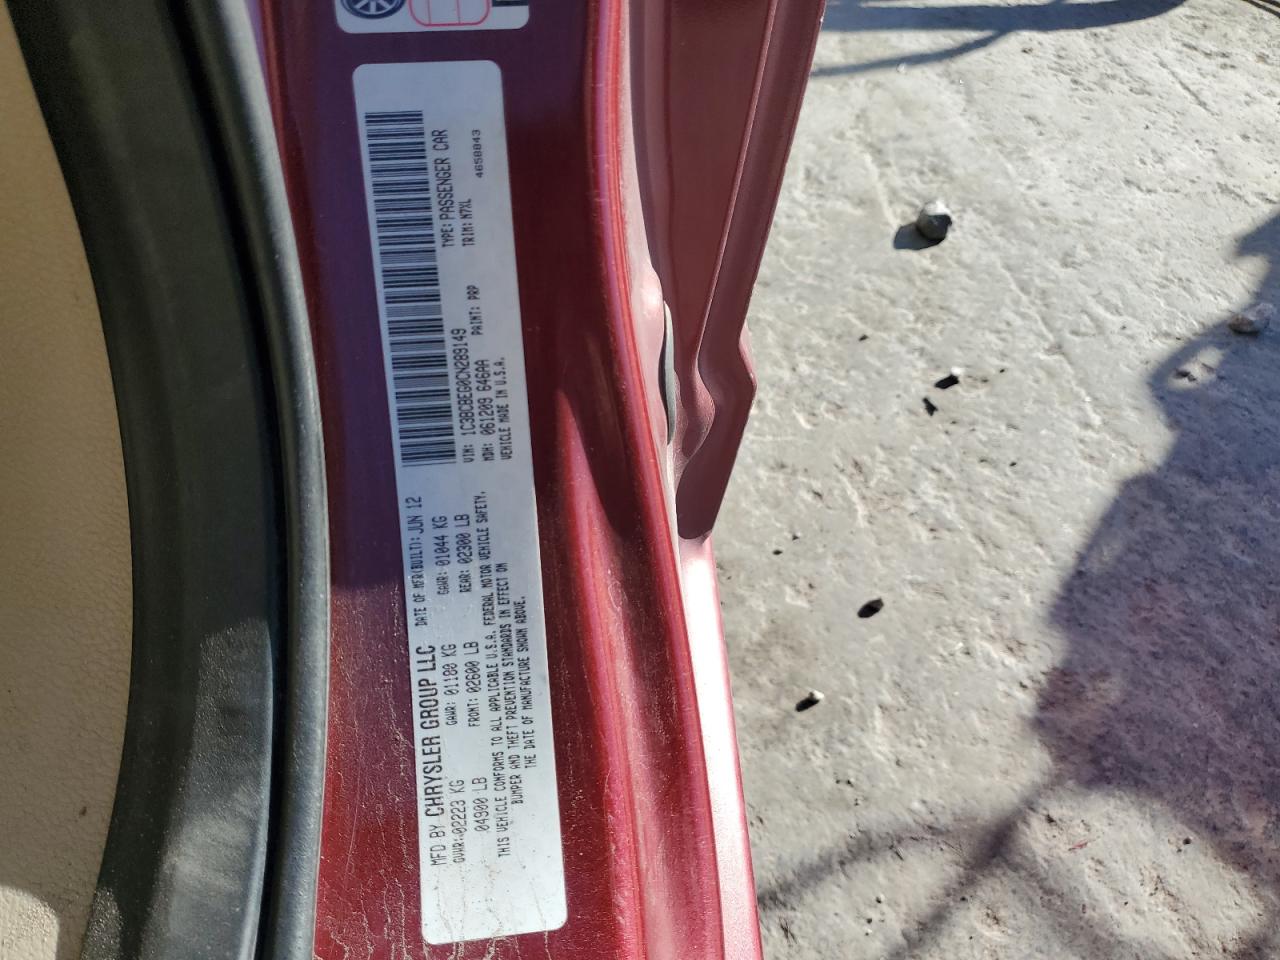 MFD BY CHRYSLER GROUP LLC DATE OF MFR(BUILT): JUN 12
GVWR: 02223 KG GAWR: 01180 KG GAWR: 01044 KG
04900 LB FRONT: 02600 LB REAR: 02300 LB
THIS VEHICLE CONFORMS TO ALL APPLICABLE U.S.A. FEDERAL MOTOR VEHICLE SAFETY,
BUMPER AND THEFT PREVENTION STANDARDS IN EFFECT ON
THE DATE OF MANUFACTURE SHOWN ABOVE.
VIN: 1C3BCBEG0CN289149 TYPE: PASSENGER CAR
MDH: 061209 646AA PAINT: PRP TRIM: N7XL
VEHICLE MADE IN U.S.A. 4658843